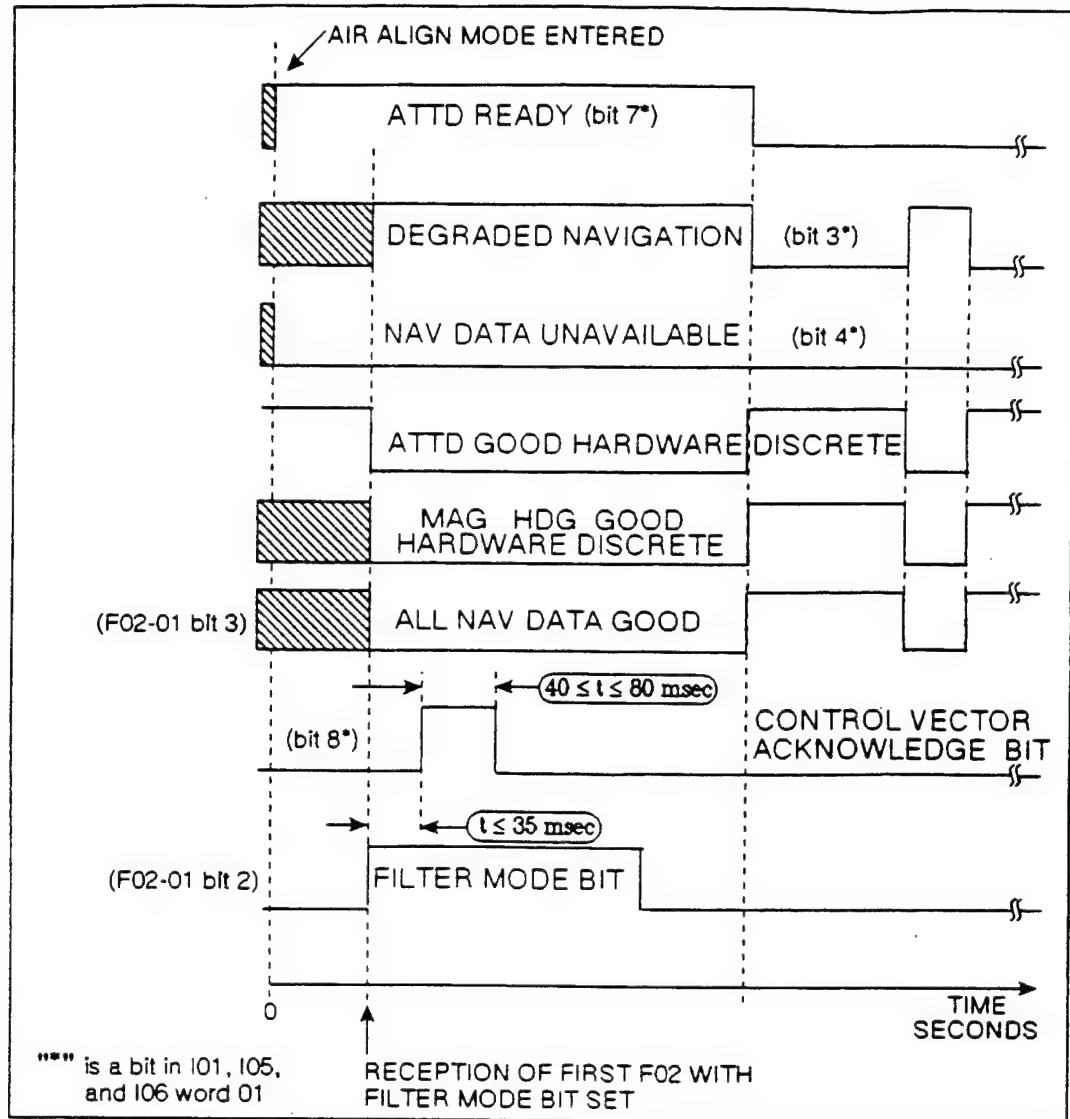 AIR ALIGN MODE ENTERED
ATTD READY (bit 7*)
DEGRADED NAVIGATION (bit 3*)
NAV DATA UNAVAILABLE (bit 4*)
ATTD GOOD HARDWARE DISCRETE
MAG HDG GOOD
HARDWARE DISCRETE
(F02-01 bit 3) ALL NAV DATA GOOD
40 ≤ t ≤ 80 msec
(bit 8*)
CONTROL VECTOR
ACKNOWLEDGE BIT
t ≤ 35 msec
(F02-01 bit 2) FILTER MODE BIT
0
TIME
SECONDS
"*" is a bit in I01, I05,
and I06 word 01
RECEPTION OF FIRST F02 WITH
FILTER MODE BIT SET